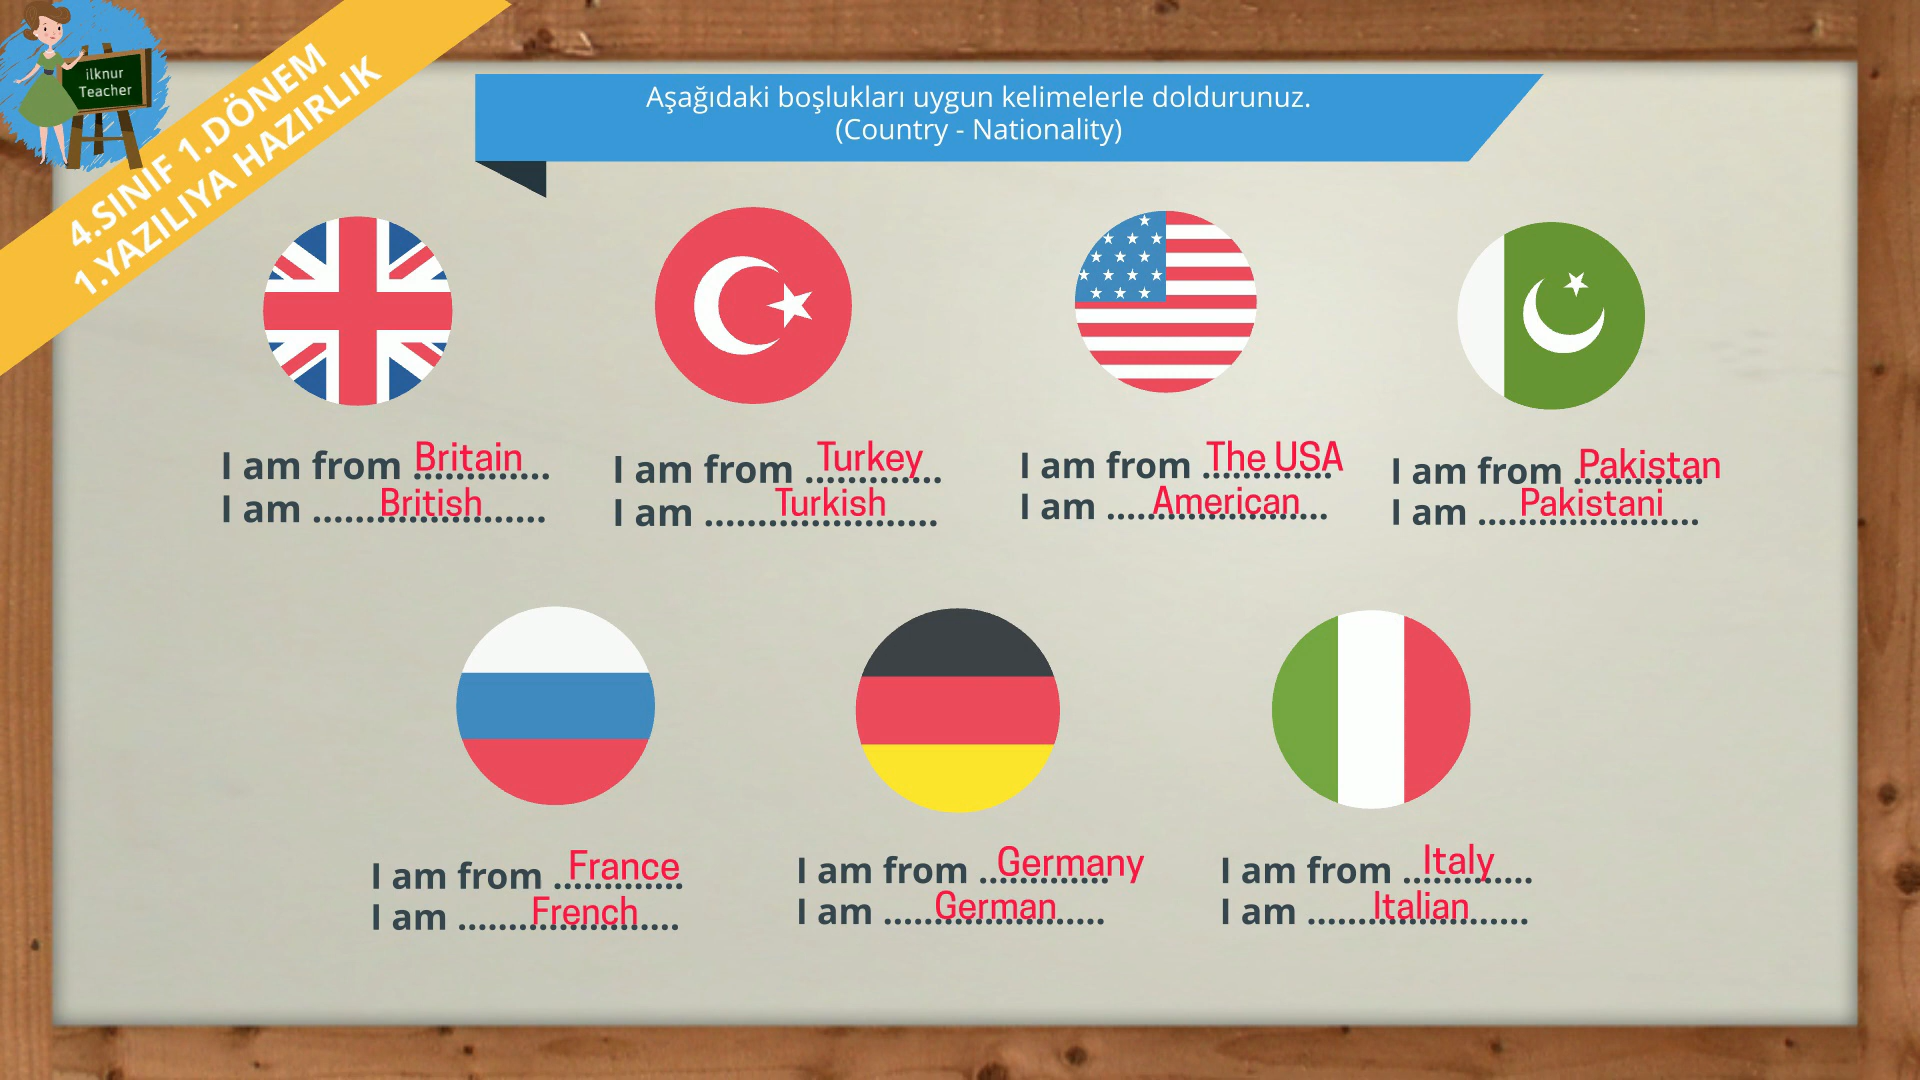 ilknur
Teacher
4.SINIF 1.DÖNEM
1.YAZILIYA HAZIRLIK
Aşağıdaki boşlukları uygun kelimelerle doldurunuz.
(Country - Nationality)
I am from Britain
I am British
I am from Turkey
I am Turkish
I am from The USA
I am American
I am from Pakistan
I am Pakistani
I am from France
I am French
I am from Germany
I am German
I am from Italy
I am Italian